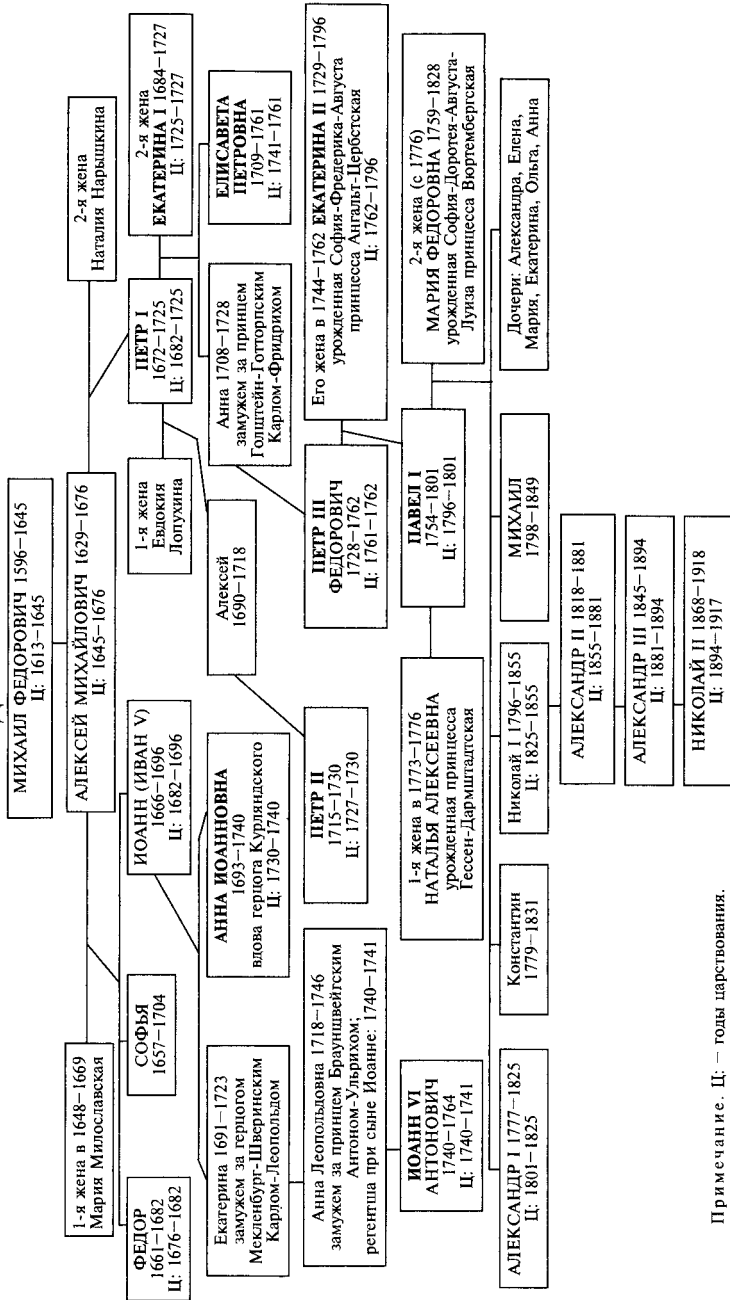 МИХАИЛ ФЕДОРОВИЧ 1596–1645
Ц: 1613–1645
1-я жена в 1648–1669
Мария Милославская
АЛЕКСЕЙ МИХАЙЛОВИЧ 1629–1676
Ц: 1645–1676
2-я жена
Наталия Нарышкина
ФЕДОР
1661–1682
Ц: 1676–1682
СОФЬЯ
1657–1704
ИОАНН (ИВАН V)
1666–1696
Ц: 1682–1696
1-я жена
Евдокия
Лопухина
ПЕТР I
1672–1725
Ц: 1682–1725
2-я жена
ЕКАТЕРИНА I 1684–1727
Ц: 1725–1727
Екатерина 1691–1723
замужем за герцогом
Мекленбург-Шверинским
Карлом-Леопольдом
АННА ИОАННОВНА
1693–1740
вдова герцога Курляндского
Ц: 1730–1740
Алексей
1690–1718
Анна 1708–1728
замужем за принцем
Голштейн-Готторпским
Карлом-Фридрихом
ЕЛИСАВЕТА
ПЕТРОВНА
1709–1761
Ц: 1741–1761
Анна Леопольдовна 1718–1746
замужем за принцем Брауншвейгским
Антоном-Ульрихом;
регентша при сыне Иоанне: 1740–1741
ПЕТР II
1715–1730
Ц: 1727–1730
ПЕТР III
ФЕДОРОВИЧ
1728–1762
Ц: 1761–1762
Его жена в 1744–1762 ЕКАТЕРИНА II 1729–1796
урожденная София-Фредерика-Августа
принцесса Ангальт-Цербстская
Ц: 1762–1796
ИОАНН VI
АНТОНОВИЧ
1740–1764
Ц: 1740–1741
1-я жена в 1773–1776
НАТАЛЬЯ АЛЕКСЕЕВНА
урожденная принцесса
Гессен-Дармштадтская
ПАВЕЛ I
1754–1801
Ц: 1796–1801
2-я жена (с 1776)
МАРИЯ ФЕДОРОВНА 1759–1828
урожденная София-Доротея-Августа-
Луиза принцесса Вюртембергская
АЛЕКСАНДР I 1777–1825
Ц: 1801–1825
Константин
1779–1831
Николай I 1796–1855
Ц: 1825–1855
МИХАИЛ
1798–1849
Дочери: Александра, Елена,
Мария, Екатерина, Ольга, Анна
АЛЕКСАНДР II 1818–1881
Ц: 1855–1881
АЛЕКСАНДР III 1845–1894
Ц: 1881–1894
НИКОЛАЙ II 1868–1918
Ц: 1894–1917
Примечание. Ц: – годы царствования.